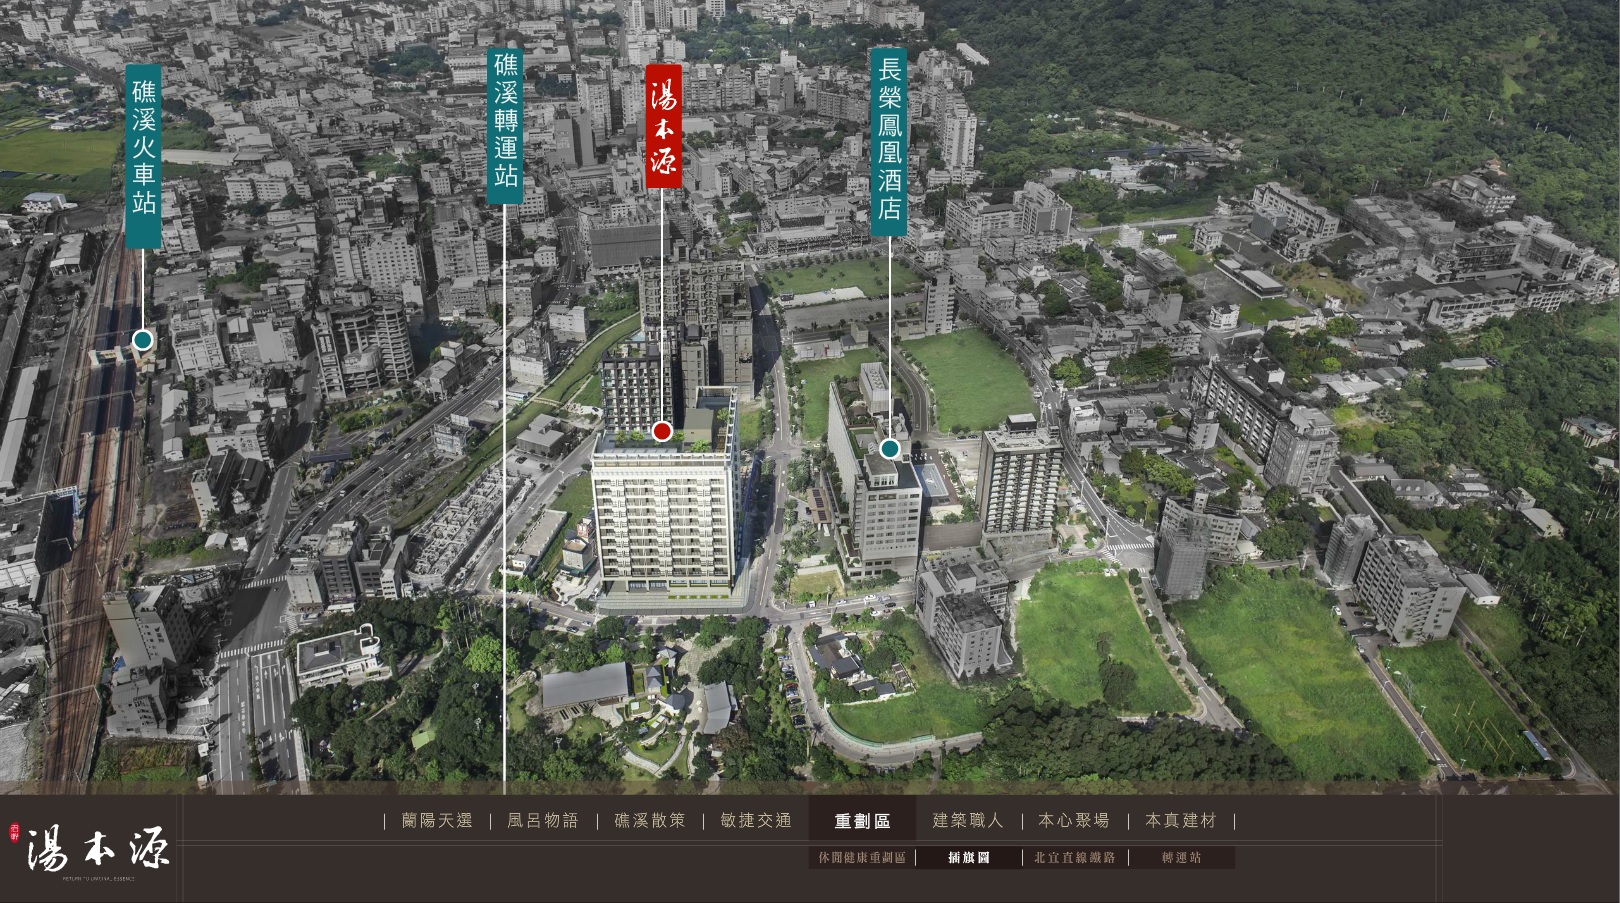 礁溪火車站
礁溪轉運站
湯本源
長榮鳳凰酒店
蘭陽天選
風呂物語
礁溪散策
敏捷交通
重劃區
建築職人
本心聚場
本真建材
休閒健康重劃區
插旗圖
北宜直線鐵路
轉運站
湯本源
RETURN TO ORIGINAL ESSENCE